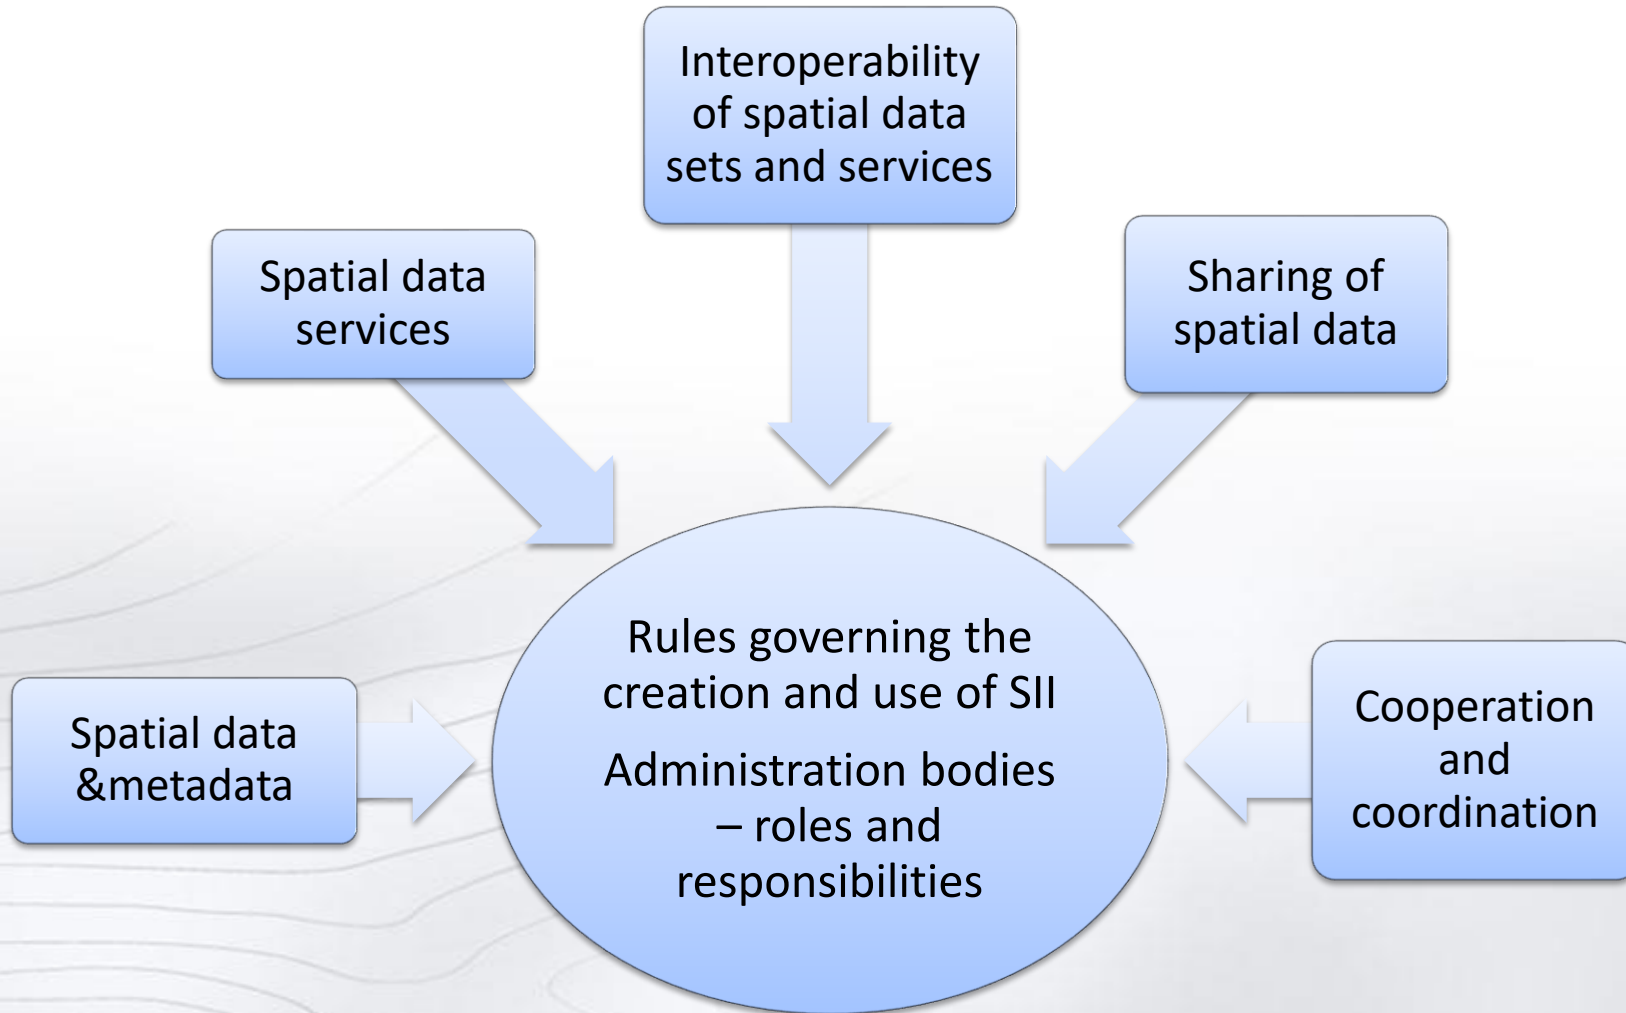 Interoperability
of spatial data
sets and services
Spatial data
services
Sharing of
spatial data
Rules governing the
creation and use of SII
Administration bodies
– roles and
responsibilities
Spatial data
&metadata
Cooperation
and
coordination